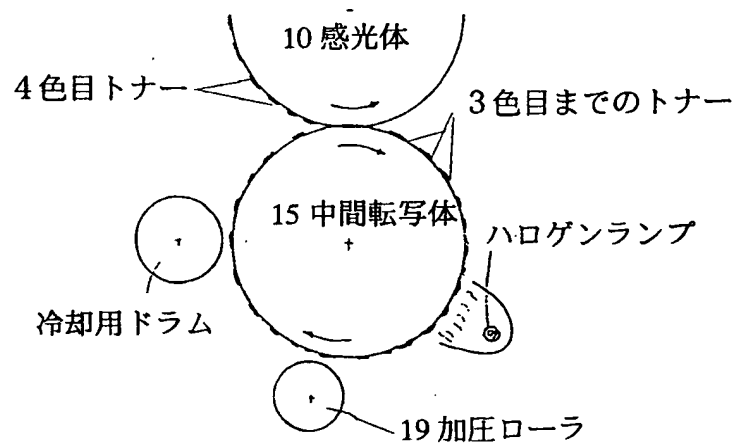 10 感光体
4色目トナー
3色目までのトナー
15 中間転写体
ハロゲンランプ
冷却用ドラム
19 加圧ローラ